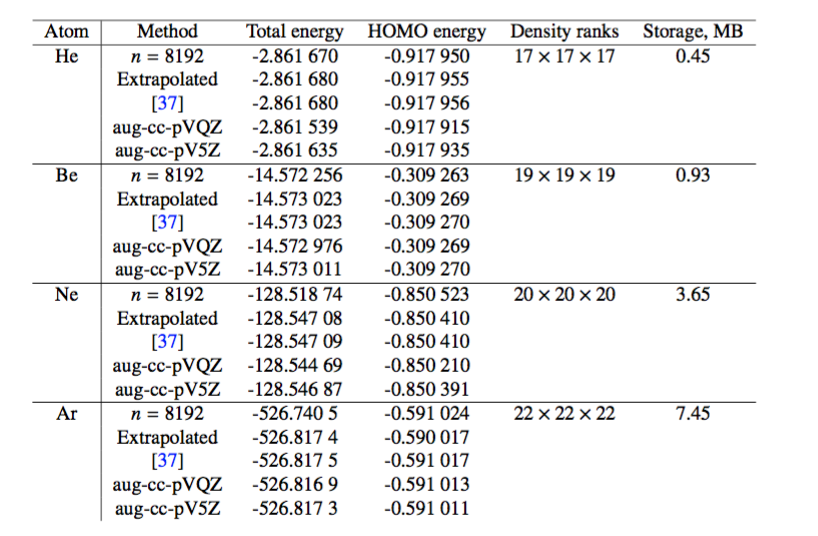 Atom Method Total energy HOMO energy Density ranks Storage, MB
He n = 8192 -2.861 670 -0.917 950 17 × 17 × 17 0.45
Extrapolated -2.861 680 -0.917 955
[37] -2.861 680 -0.917 956
aug-cc-pVQZ -2.861 539 -0.917 915
aug-cc-pV5Z -2.861 635 -0.917 935
Be n = 8192 -14.572 256 -0.309 263 19 × 19 × 19 0.93
Extrapolated -14.573 023 -0.309 269
[37] -14.573 023 -0.309 270
aug-cc-pVQZ -14.572 976 -0.309 269
aug-cc-pV5Z -14.573 011 -0.309 270
Ne n = 8192 -128.518 74 -0.850 523 20 × 20 × 20 3.65
Extrapolated -128.547 08 -0.850 410
[37] -128.547 09 -0.850 410
aug-cc-pVQZ -128.544 69 -0.850 210
aug-cc-pV5Z -128.546 87 -0.850 391
Ar n = 8192 -526.740 5 -0.591 024 22 × 22 × 22 7.45
Extrapolated -526.817 4 -0.590 017
[37] -526.817 5 -0.591 017
aug-cc-pVQZ -526.816 9 -0.591 013
aug-cc-pV5Z -526.817 3 -0.591 011